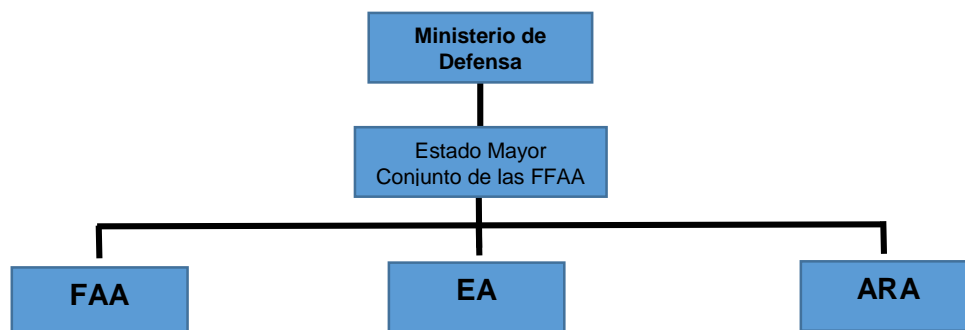 Ministerio de
Defensa
Estado Mayor
Conjunto de las FFAA
FAA
EA
ARA